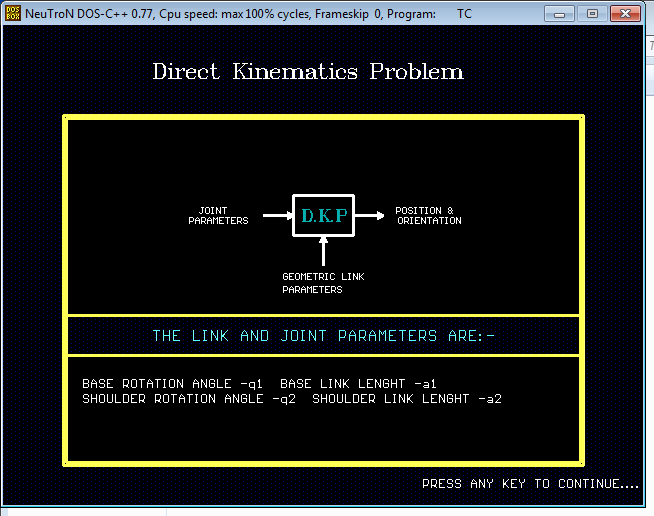 DOS
BOX
NeuTroN DOS-C++ 0.77, Cpu speed: max 100% cycles, Frameskip 0, Program: TC
Direct Kinematics Problem
JOINT
PARAMETERS
D.K.P
POSITION &
ORIENTATION
GEOMETRIC LINK
PARAMETERS
THE LINK AND JOINT PARAMETERS ARE:-
BASE ROTATION ANGLE -q1 BASE LINK LENGHT -a1
SHOULDER ROTATION ANGLE -q2 SHOULDER LINK LENGHT -a2
PRESS ANY KEY TO CONTINUE....